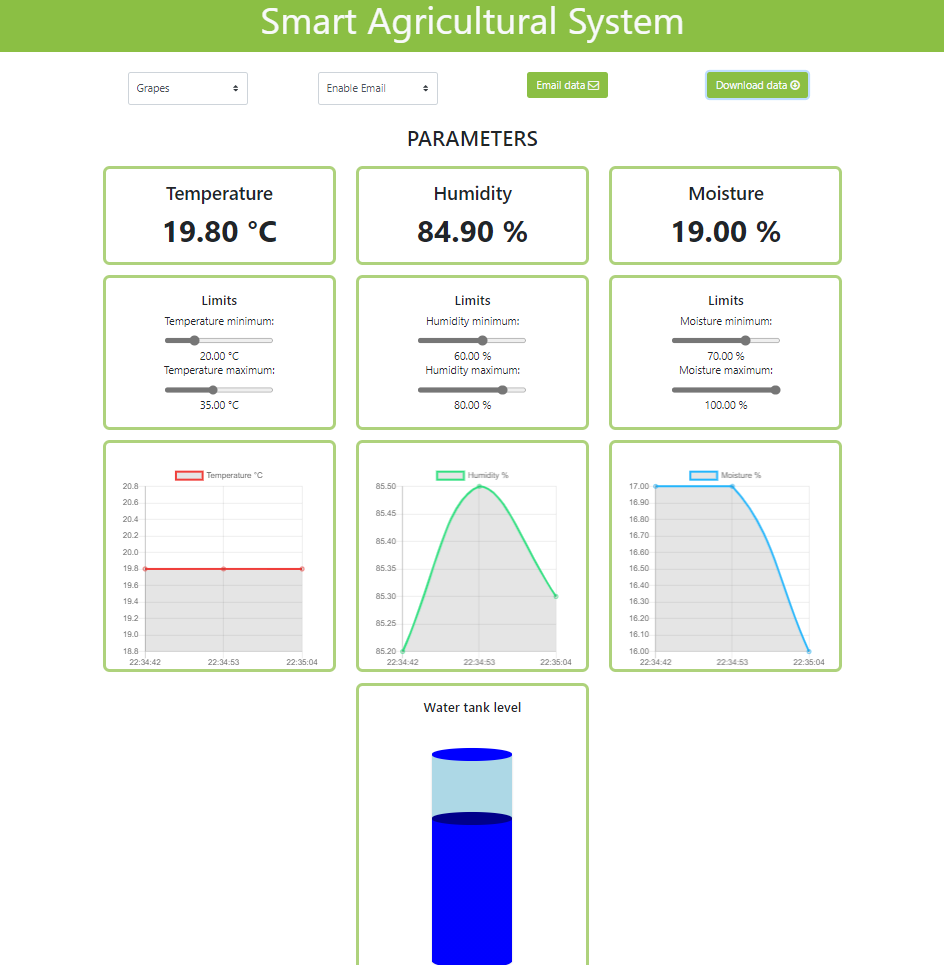 Smart Agricultural System
Grapes
Enable Email
Email data
Download data
PARAMETERS
Temperature
19.80 °C
Humidity
84.90 %
Moisture
19.00 %
Limits
Temperature minimum:
20.00 °C
Temperature maximum:
35.00 °C
Limits
Humidity minimum:
60.00 %
Humidity maximum:
80.00 %
Limits
Moisture minimum:
70.00 %
Moisture maximum:
100.00 %
Temperature °C
20.8
20.6
20.4
20.2
20.0
19.8
19.6
19.4
19.2
19.0
18.8
22:34:42 22:34:53 22:35:04
Humidity %
85.50
85.45
85.40
85.35
85.30
85.25
85.20
22:34:42 22:34:53 22:35:04
Moisture %
17.00
16.90
16.80
16.70
16.60
16.50
16.40
16.30
16.20
16.10
16.00
22:34:42 22:34:53 22:35:04
Water tank level